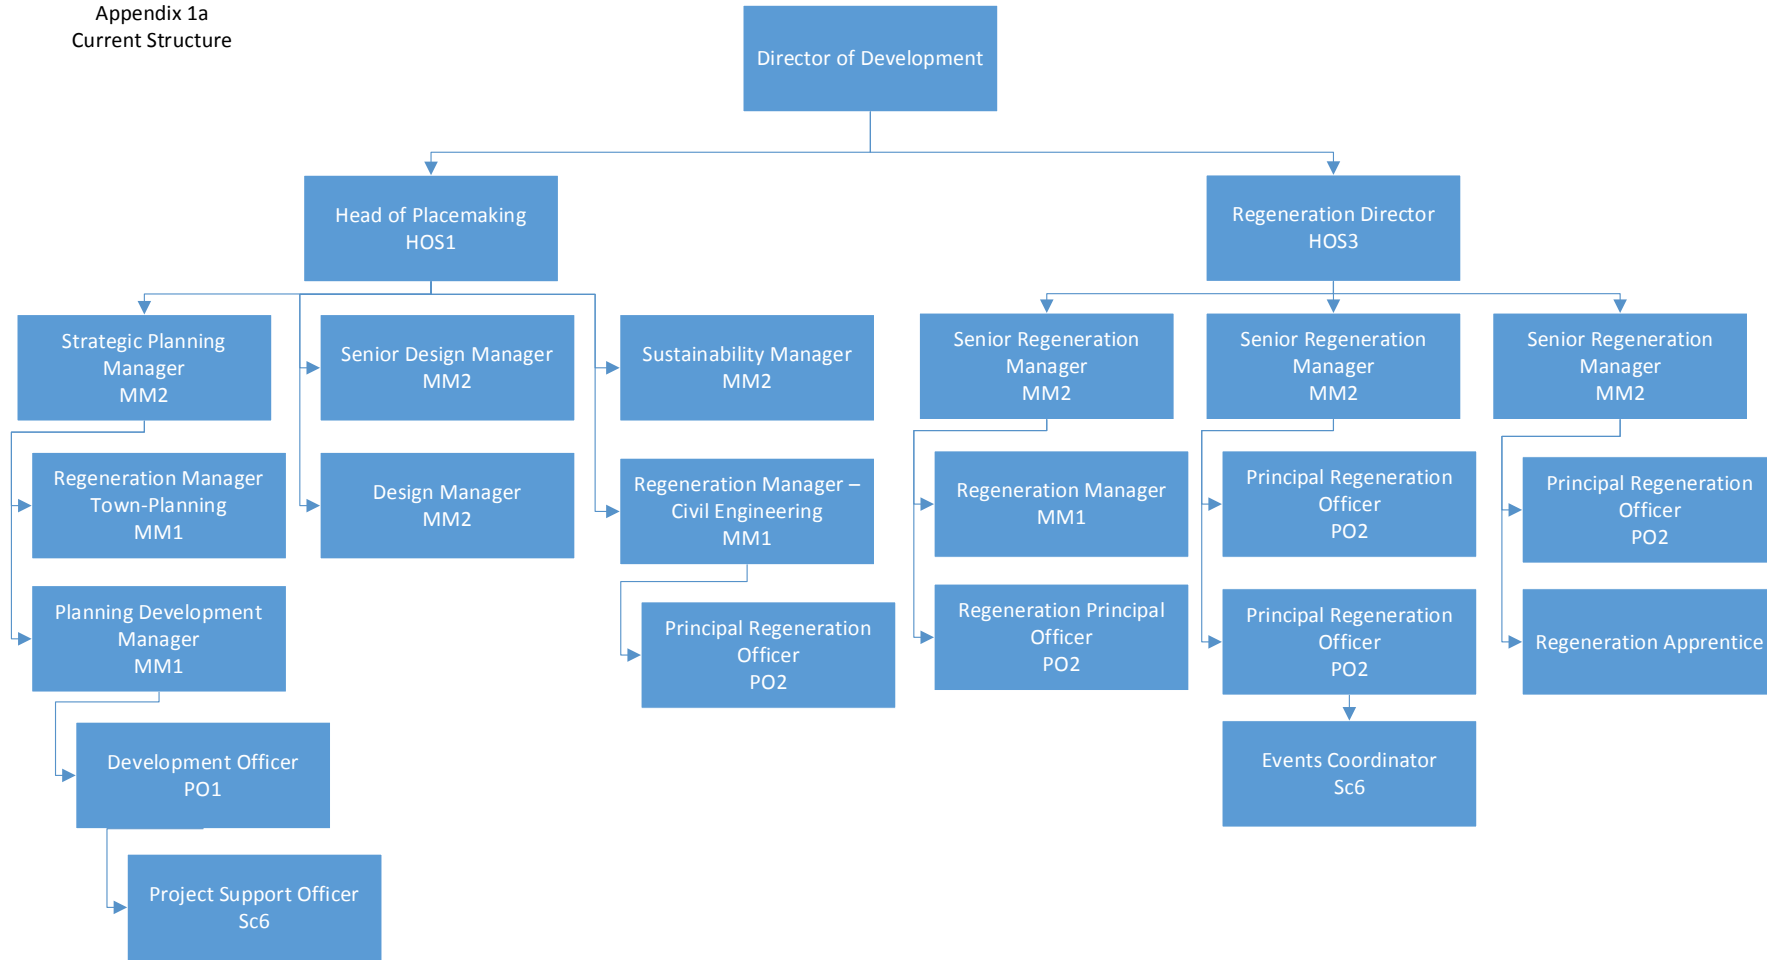 Appendix 1a
Current Structure
Director of Development
Head of Placemaking
HOS1
Regeneration Director
HOS3
Strategic Planning
Manager
MM2
Senior Design Manager
MM2
Sustainability Manager
MM2
Senior Regeneration
Manager
MM2
Senior Regeneration
Manager
MM2
Senior Regeneration
Manager
MM2
Regeneration Manager
Town-Planning
MM1
Design Manager
MM2
Regeneration Manager –
Civil Engineering
MM1
Regeneration Manager
MM1
Principal Regeneration
Officer
PO2
Principal Regeneration
Officer
PO2
Planning Development
Manager
MM1
Principal Regeneration
Officer
PO2
Regeneration Principal
Officer
PO2
Principal Regeneration
Officer
PO2
Regeneration Apprentice
Development Officer
PO1
Events Coordinator
Sc6
Project Support Officer
Sc6